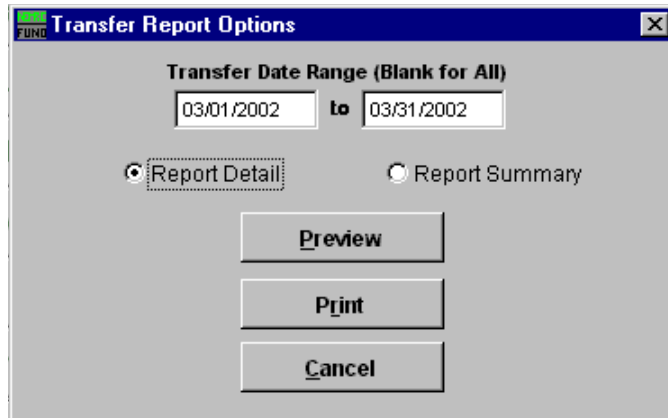 FUND Transfer Report Options
Transfer Date Range (Blank for All)
03/01/2002 to 03/31/2002
Report Detail Report Summary
Preview
Print
Cancel